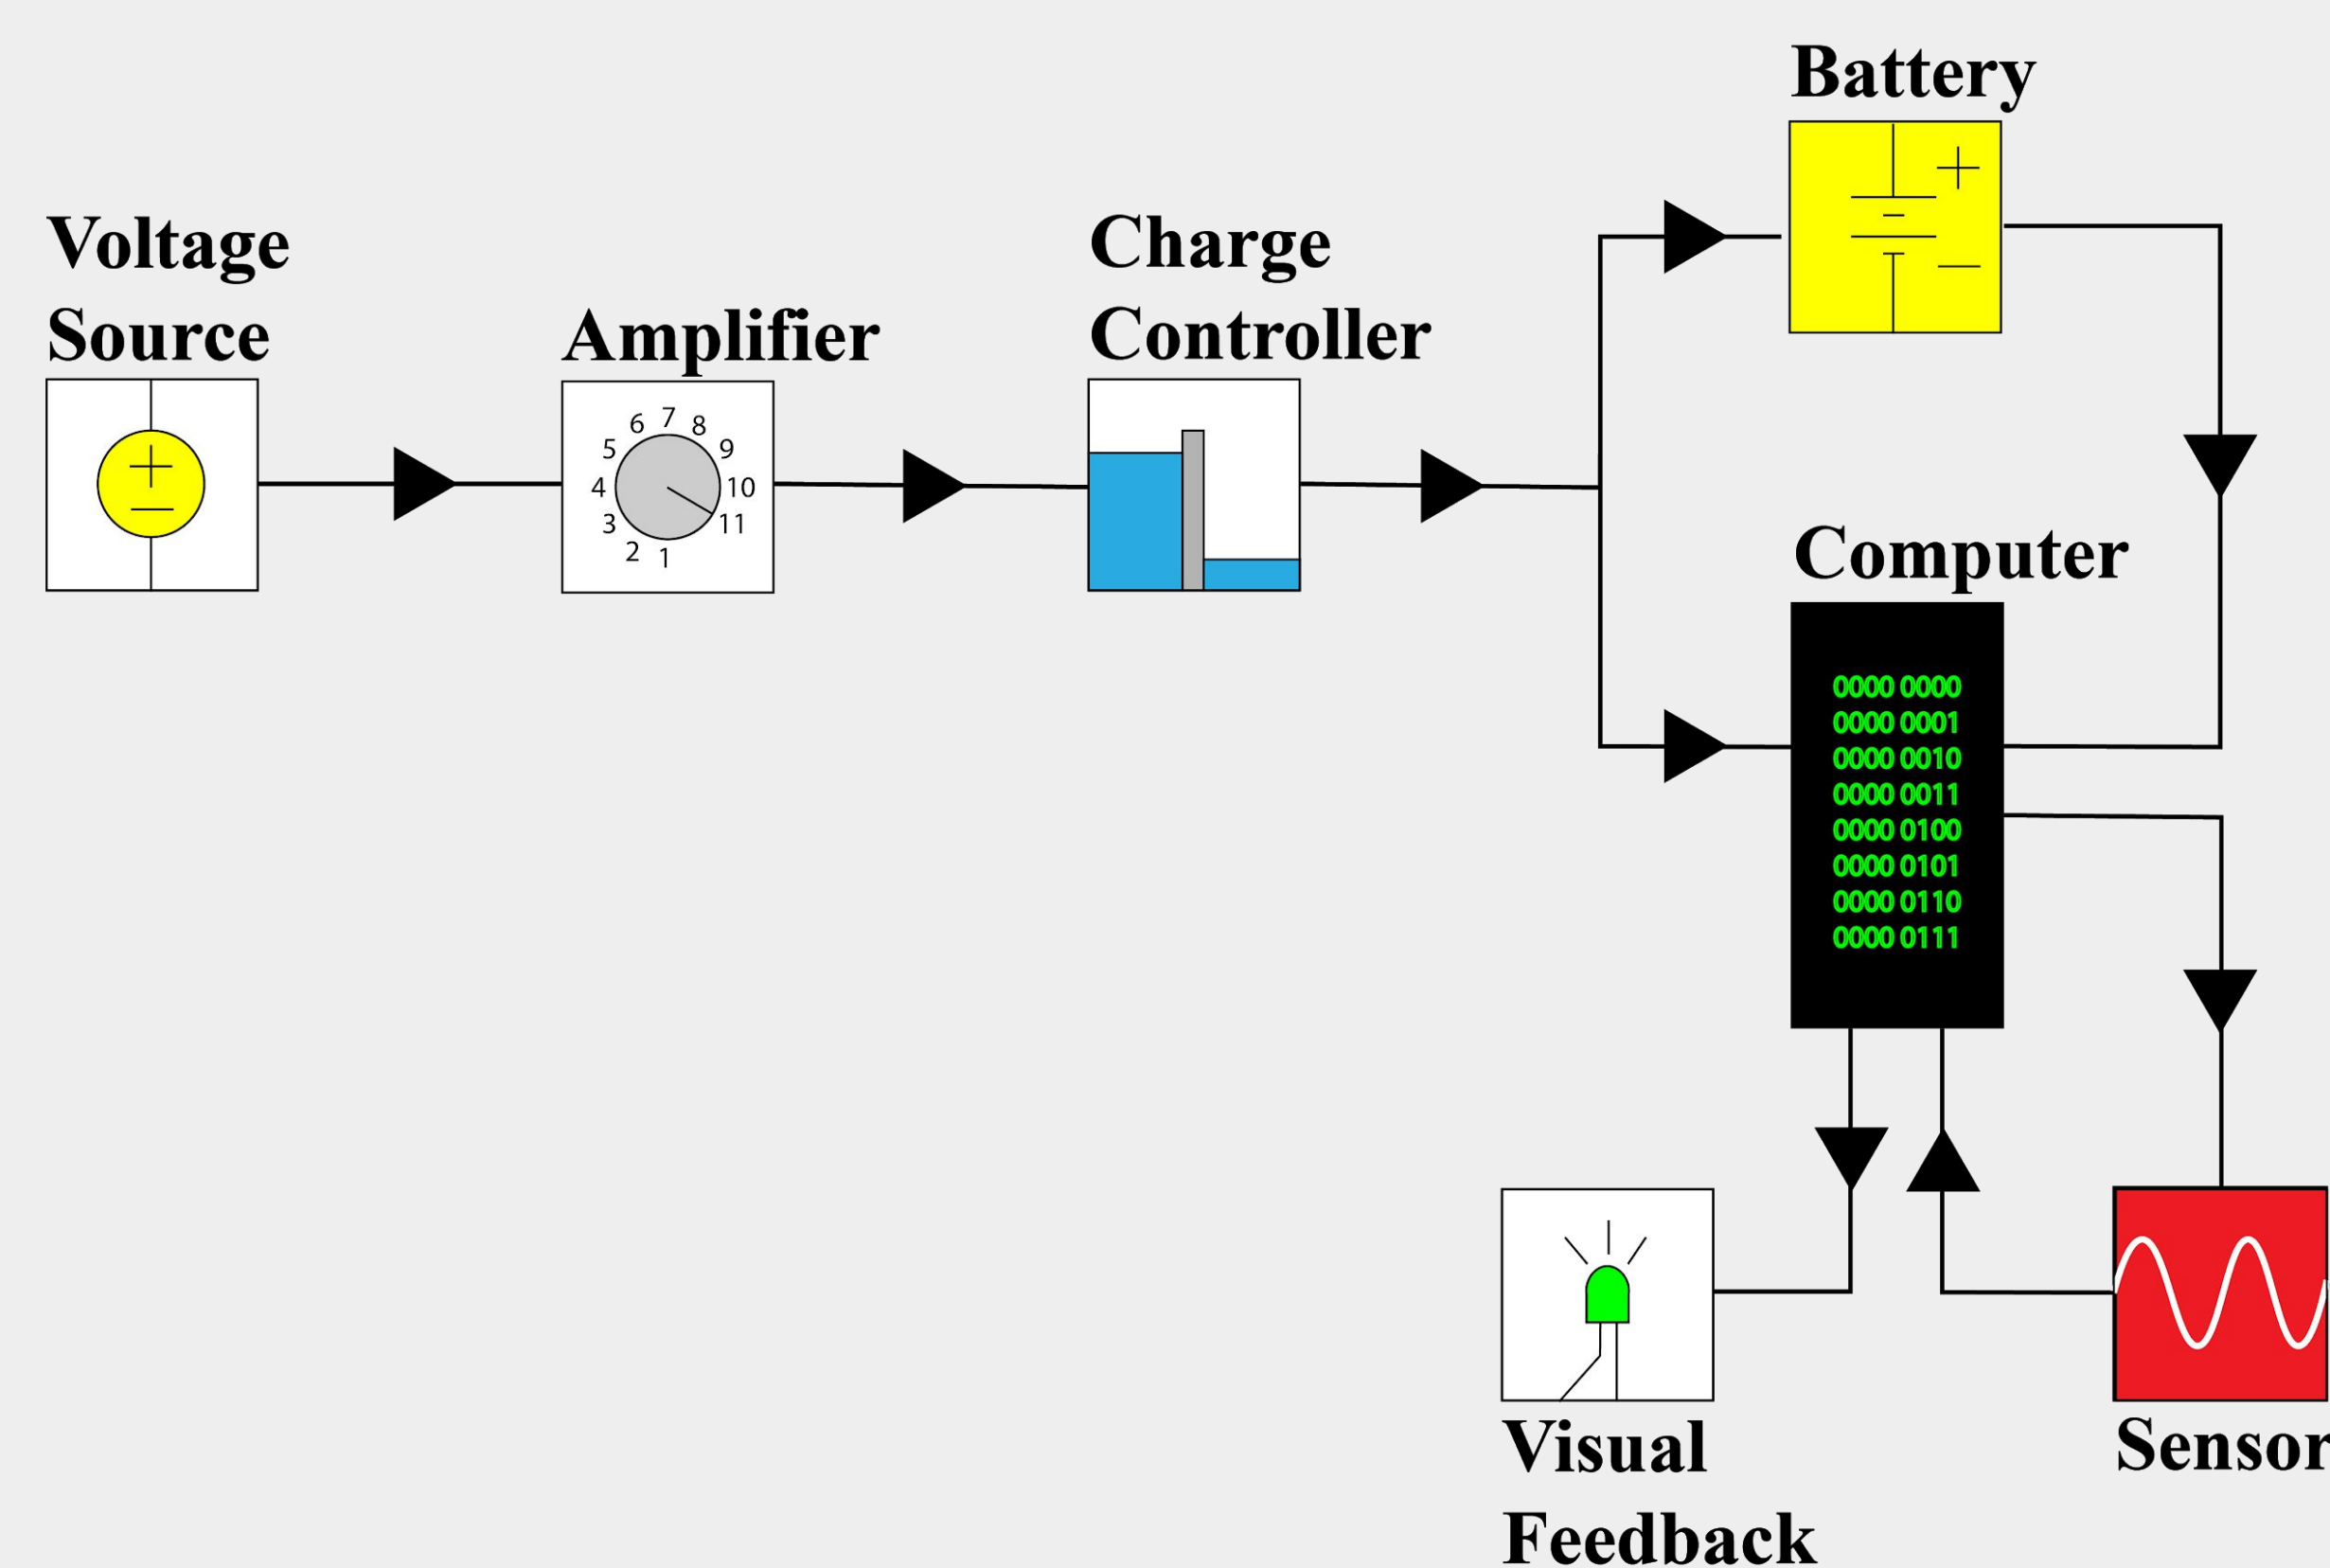 Battery
Voltage
Source
Amplifier
Charge
Controller
6 7 8
5 9
4 10
3 11
2 1
Computer
0000 0000
0000 0001
0000 0010
0000 0011
0000 0100
0000 0101
0000 0110
0000 0111
Visual
Feedback
Sensor